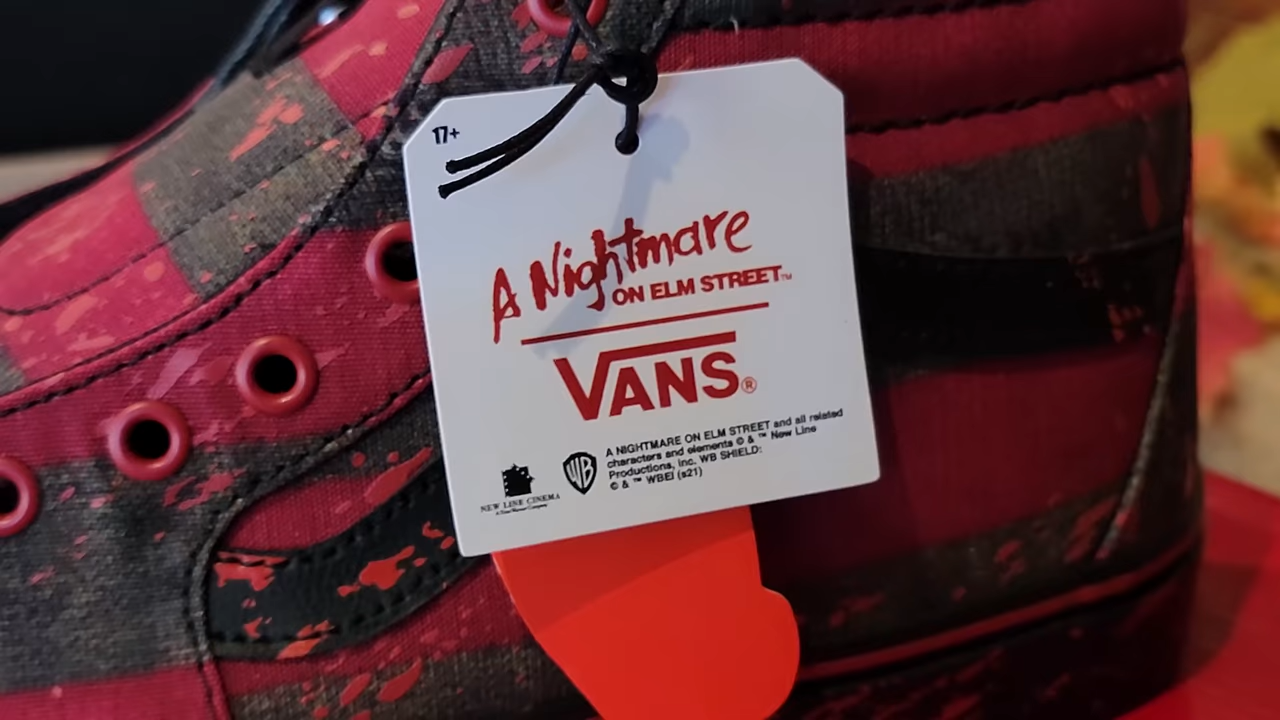 17+
A Nightmare
ON ELM STREET™
VANS®
A NIGHTMARE ON ELM STREET and all related
characters and elements © & ™ New Line
Productions, Inc. WB SHIELD:
© & ™ WBEI (s21)
WB
NEW LINE CINEMA